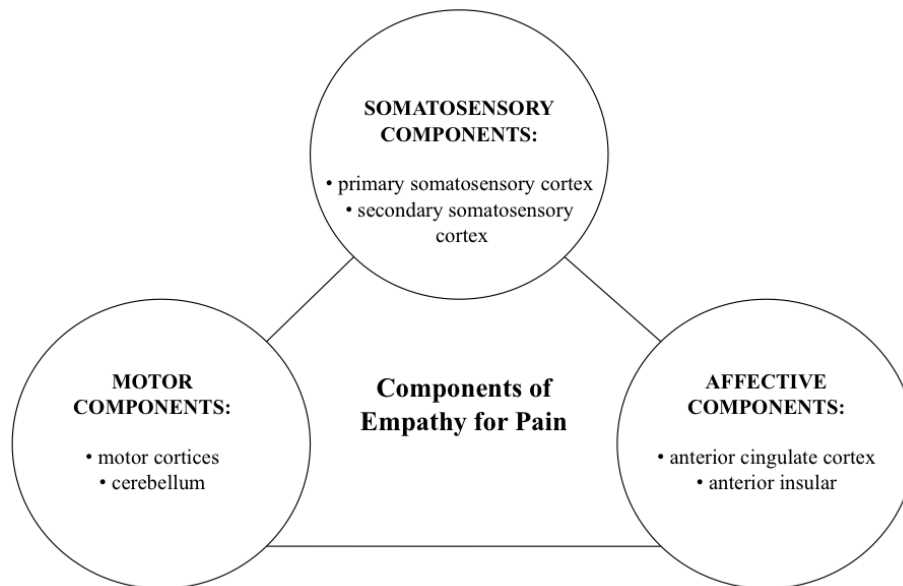 SOMATOSENSORY
COMPONENTS:
• primary somatosensory cortex
• secondary somatosensory
cortex
MOTOR
COMPONENTS:
• motor cortices
• cerebellum
Components of
Empathy for Pain
AFFECTIVE
COMPONENTS:
• anterior cingulate cortex
• anterior insular